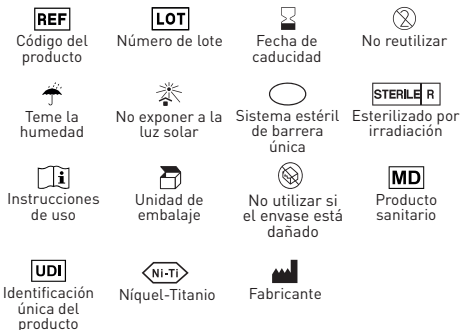 REF
Código del
producto
LOT
Número de lote
Fecha de
caducidad
2
No reutilizar
Teme la
humedad
No exponer a la
luz solar
Sistema estéril
de barrera
única
STERILE R
Esterilizado por
irradiación
i
Instrucciones
de uso
Unidad de
embalaje
No utilizar si
el envase está
dañado
MD
Producto
sanitario
UDI
Identificación
única del
producto
Ni-Ti
Níquel-Titanio
Fabricante